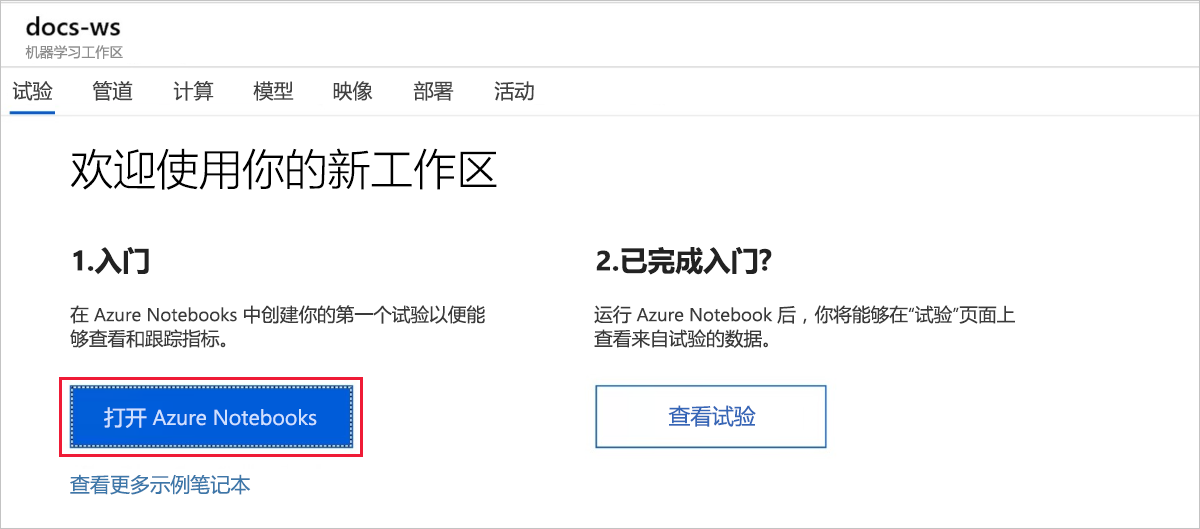 docs-ws
机器学习工作区
试验 管道 计算 模型 映像 部署 活动
欢迎使用你的新工作区
1.入门
在 Azure Notebooks 中创建你的第一个试验以便能
够查看和跟踪指标。
打开 Azure Notebooks
查看更多示例笔记本
2.已完成入门?
运行 Azure Notebook 后，你将能够在“试验”页面上
查看来自试验的数据。
查看试验